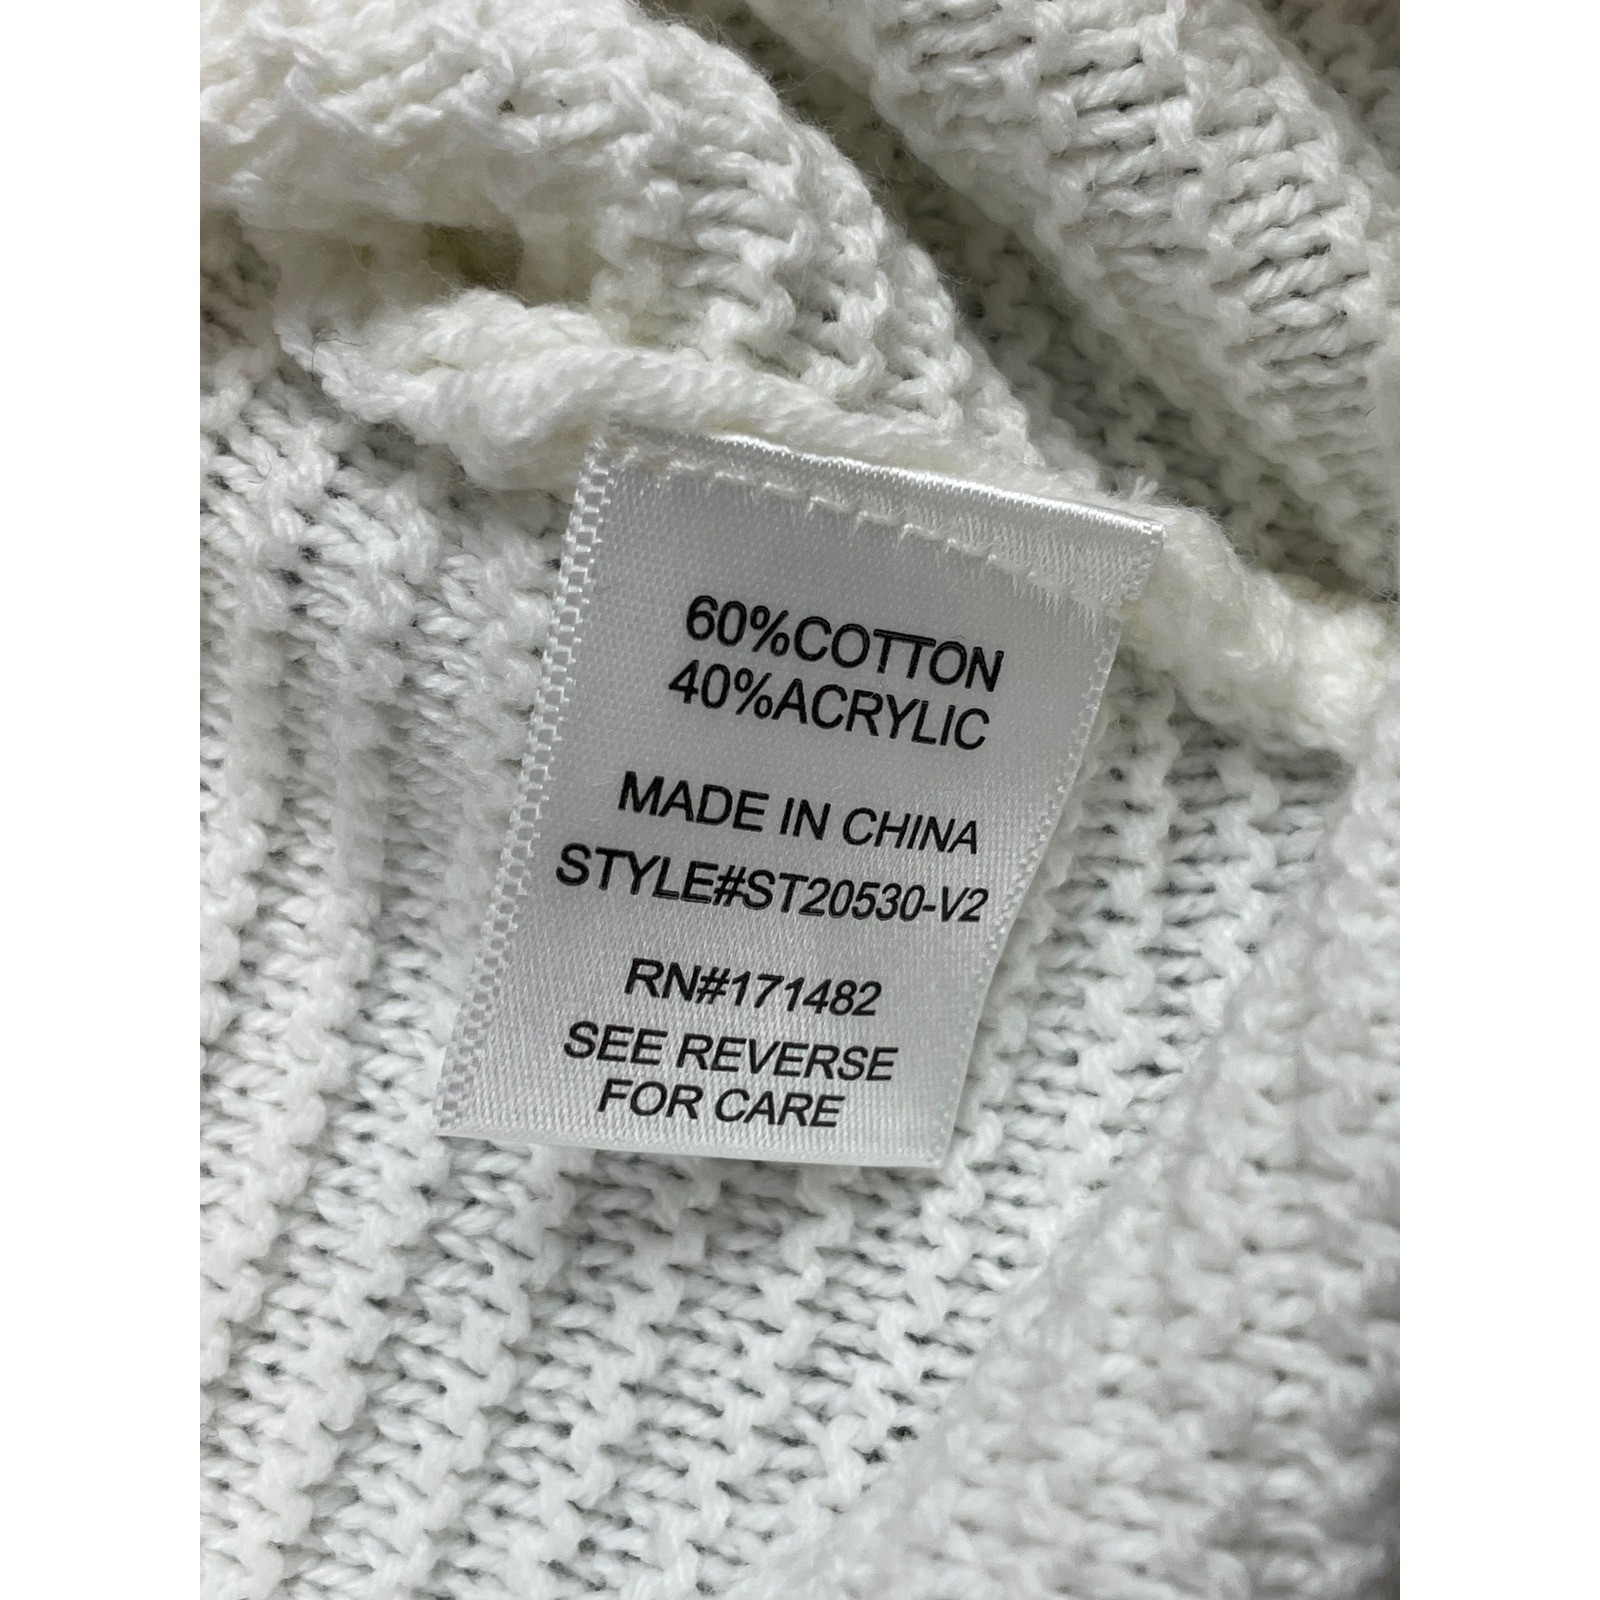 60%COTTON
40%ACRYLIC
MADE IN CHINA
STYLE#ST20530-V2
RN#171482
SEE REVERSE
FOR CARE